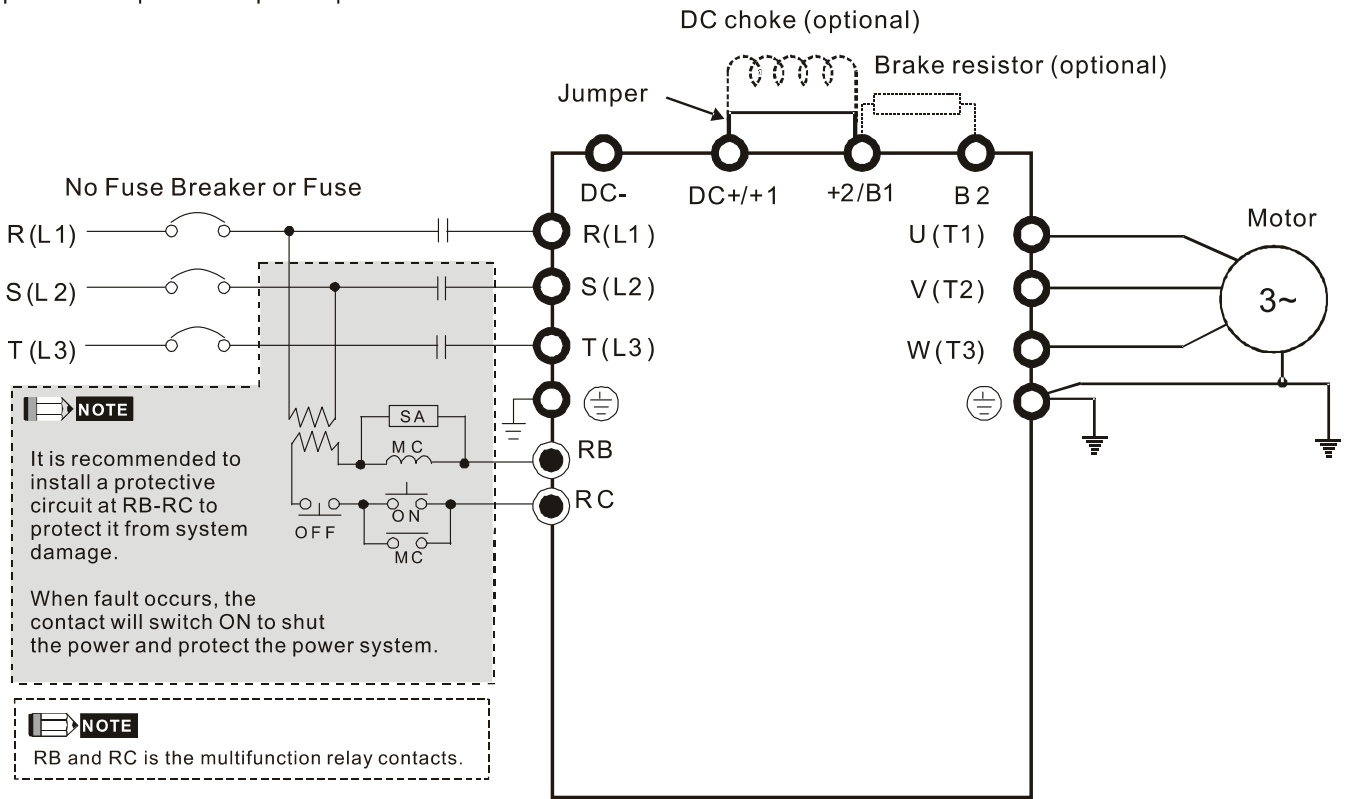 DC choke (optional)
Brake resistor (optional)
Jumper
No Fuse Breaker or Fuse
DC-
DC+/+1
+2/B1
B2
Motor
R(L1)
R(L1)
U(T1)
S(L2)
S(L2)
V(T2)
3~
T(L3)
T(L3)
W(T3)
NOTE
SA
MC
RB
It is recommended to
install a protective
circuit at RB-RC to
protect it from system
damage.
RC
OFF
ON
MC
When fault occurs, the
contact will switch ON to shut
the power and protect the power system.
NOTE
RB and RC is the multifunction relay contacts.